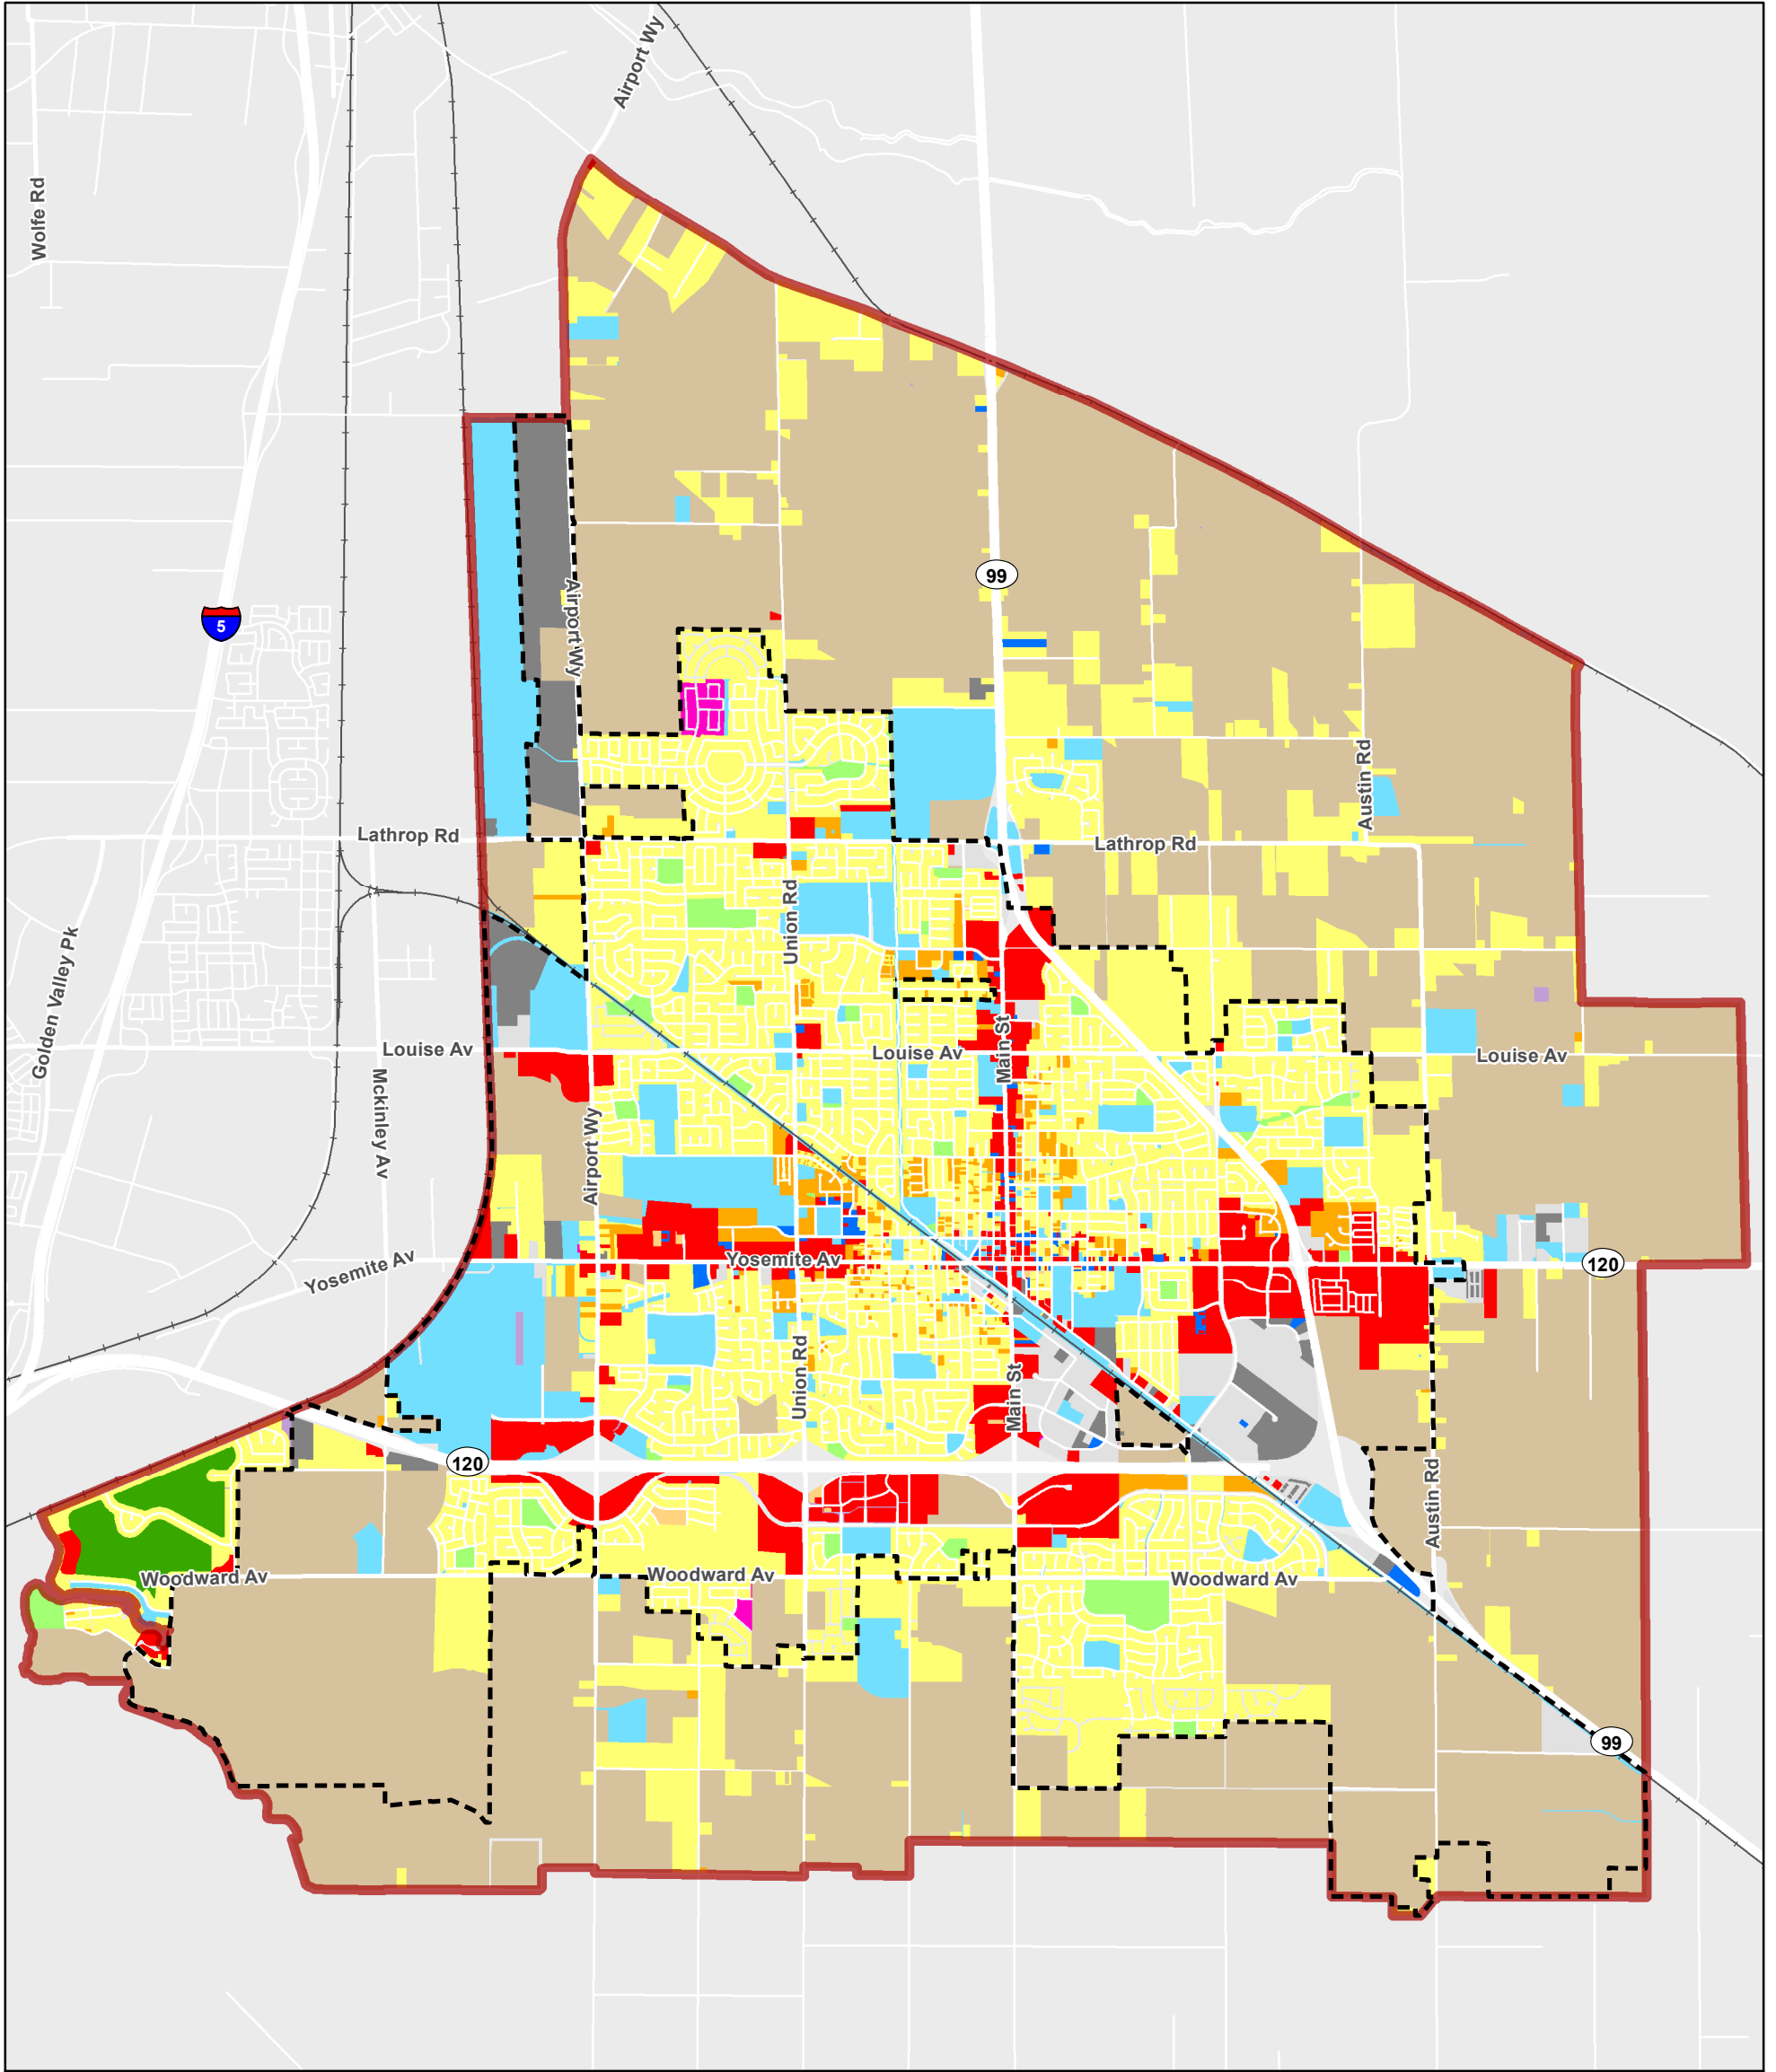 Airport Wy
Wolfe Rd
99
5
Airport Wy
Austin Rd
Lathrop Rd
Lathrop Rd
Union Rd
Golden Valley Pk
Main St
Louise Av
Louise Av
Louise Av
Mckinley Av
Airport Wy
Yosemite Av
Yosemite Av
120
Union Rd
Main St
120
Austin Rd
Woodward Av
Woodward Av
Woodward Av
99